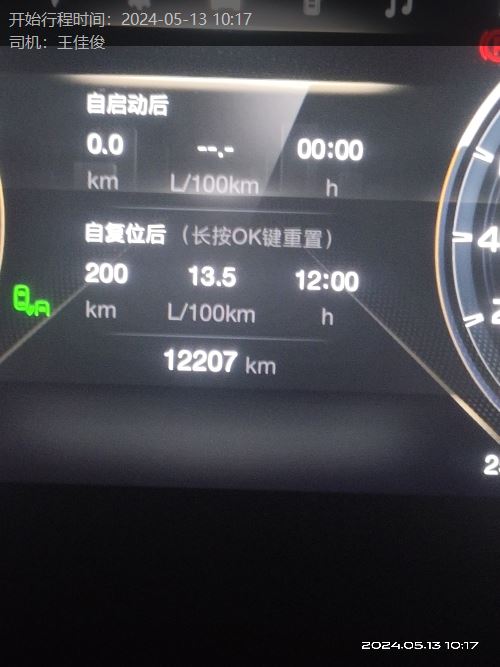 开始行程时间：2024-05-13 10:17
司机：王佳俊
自启动后
0.0 --.- 00:00
km L/100km h
自复位后（长按OK键重置）
200 13.5 12:00
km L/100km h
12207 km
4
2
2024.05.13 10:17